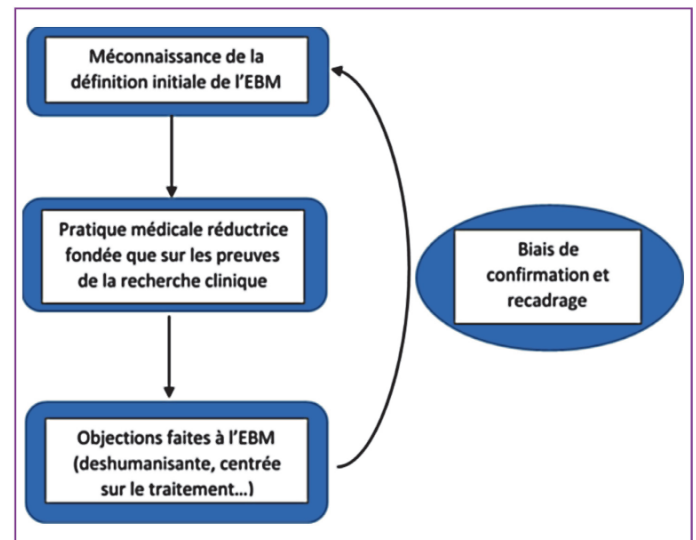 Méconnaissance de la
définition initiale de l'EBM
Pratique médicale réductrice
fondée que sur les preuves
de la recherche clinique
Biais de
confirmation et
recadrage
Objections faites à l'EBM
(deshumanisante, centrée
sur le traitement...)